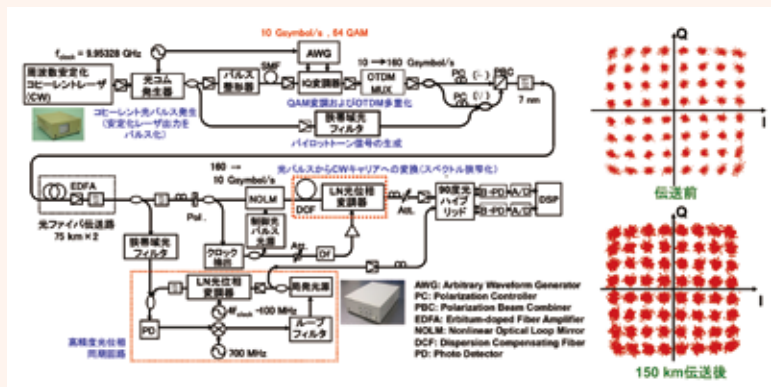 10 Gsymbol/s , 64 QAM
fclock = 9.95328 GHz
周波数安定化
コヒーレントレーザ
(CW)
光コム
発生器
パルス
整形器
SMF
AWG
IQ変調器
10 → 160 Gsymbol/s
OTDM
MUX
PC (-)
PC (/)
PBC
7 nm
コヒーレント光パルス発生
(安定化レーザ出力を
パルス化)
QAM変調およびOTDM多重化
狭帯域光フィルタ
パイロットトーン信号の生成
EDFA
光ファイバ伝送路
75 km×2
160 →
10 Gsymbol/s
光パルスからCWキャリアへの変換(スペクトル狭窄化)
Pol.
NOLM
DCF
LN光位相
変調器
Att.
90度光
ハイブ
リッド
B-PD
A/D
B-PD
A/D
DSP
狭帯域光
フィルタ
制御光
パルス
光源
クロック
抽出
Att.
Of
LN光位相
変調器
局発光源
4fclock -100 MHz
PD
ループ
フィルタ
700 MHz
高精度光位相
同期回路
AWG: Arbitrary Waveform Generator
PC: Polarization Controller
PBC: Polarization Beam Combiner
EDFA: Erbium-doped Fiber Amplifier
NOLM: Nonlinear Optical Loop Mirror
DCF: Dispersion Compensating Fiber
PD: Photo Detector
Q
I
伝送前
Q
I
150 km伝送後